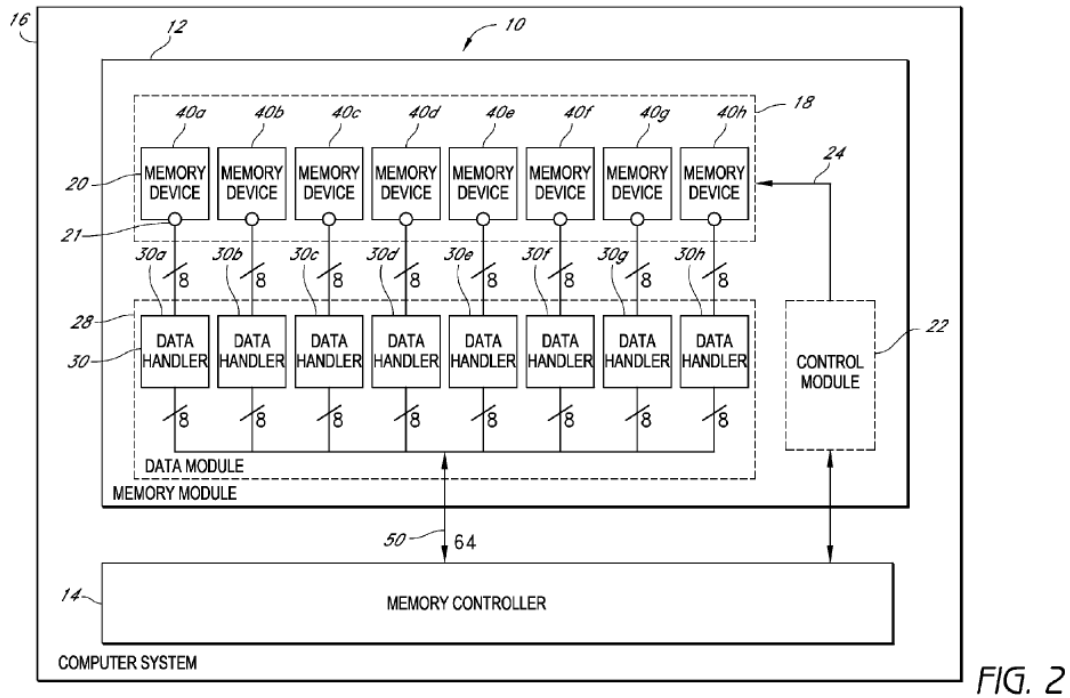 16
12
10
40a 40b 40c 40d 40e 40f 40g 40h 18
24
20 MEMORY DEVICE MEMORY DEVICE MEMORY DEVICE MEMORY DEVICE MEMORY DEVICE MEMORY DEVICE MEMORY DEVICE MEMORY DEVICE
21
30a 30b 30c 30d 30e 30f 30g 30h
8 8 8 8 8 8 8 8
28 22
30 DATA HANDLER DATA HANDLER DATA HANDLER DATA HANDLER DATA HANDLER DATA HANDLER DATA HANDLER DATA HANDLER
CONTROL MODULE
8 8 8 8 8 8 8 8
DATA MODULE
MEMORY MODULE
50 64
14 MEMORY CONTROLLER
COMPUTER SYSTEM
FIG. 2